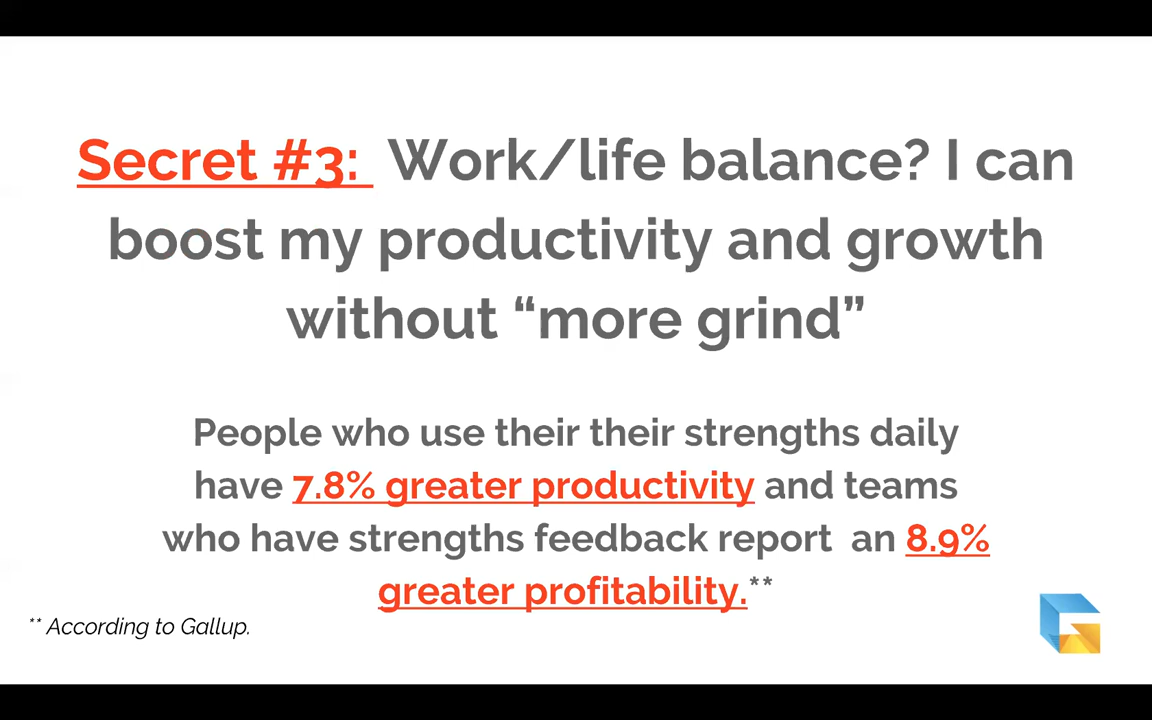 Secret #3: Work/life balance? I can
boost my productivity and growth
without “more grind”
People who use their their strengths daily
have 7.8% greater productivity and teams
who have strengths feedback report an 8.9%
greater profitability.**
** According to Gallup.